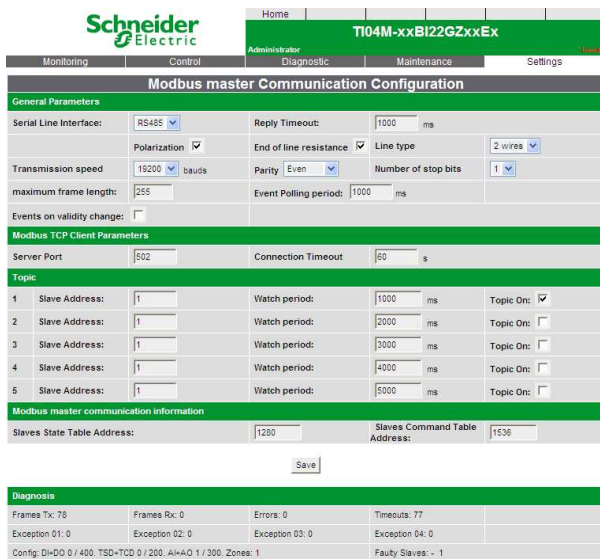 Home
Schneider Electric
TI04M-xxBI22GZxxEx
Administrator
Monitoring Control Diagnostic Maintenance Settings
Modbus master Communication Configuration
General Parameters
Serial Line Interface: RS485 Reply Timeout: 1000 ms
Polarization End of line resistance Line type 2 wires
Transmission speed 19200 bauds Parity Even Number of stop bits 1
maximum frame length: 255 Event Polling period: 1000 ms
Events on validity change:
Modbus TCP Client Parameters
Server Port 502 Connection Timeout 60 s
Topic
1 Slave Address: 1 Watch period: 1000 ms Topic On:
2 Slave Address: 1 Watch period: 2000 ms Topic On:
3 Slave Address: 1 Watch period: 3000 ms Topic On:
4 Slave Address: 1 Watch period: 4000 ms Topic On:
5 Slave Address: 1 Watch period: 5000 ms Topic On:
Modbus master communication information
Slaves State Table Address: 1280 Slaves Command Table Address: 1536
Save
Diagnosis
Frames Tx: 78 Frames Rx: 0 Errors: 0 Timeouts: 77
Exception 01: 0 Exception 02: 0 Exception 03: 0 Exception 04: 0
Config: DI+DO 0 / 400. TSD+TCD 0 / 200. AI+AO 1 / 300. Zones: 1 Faulty Slaves: - 1